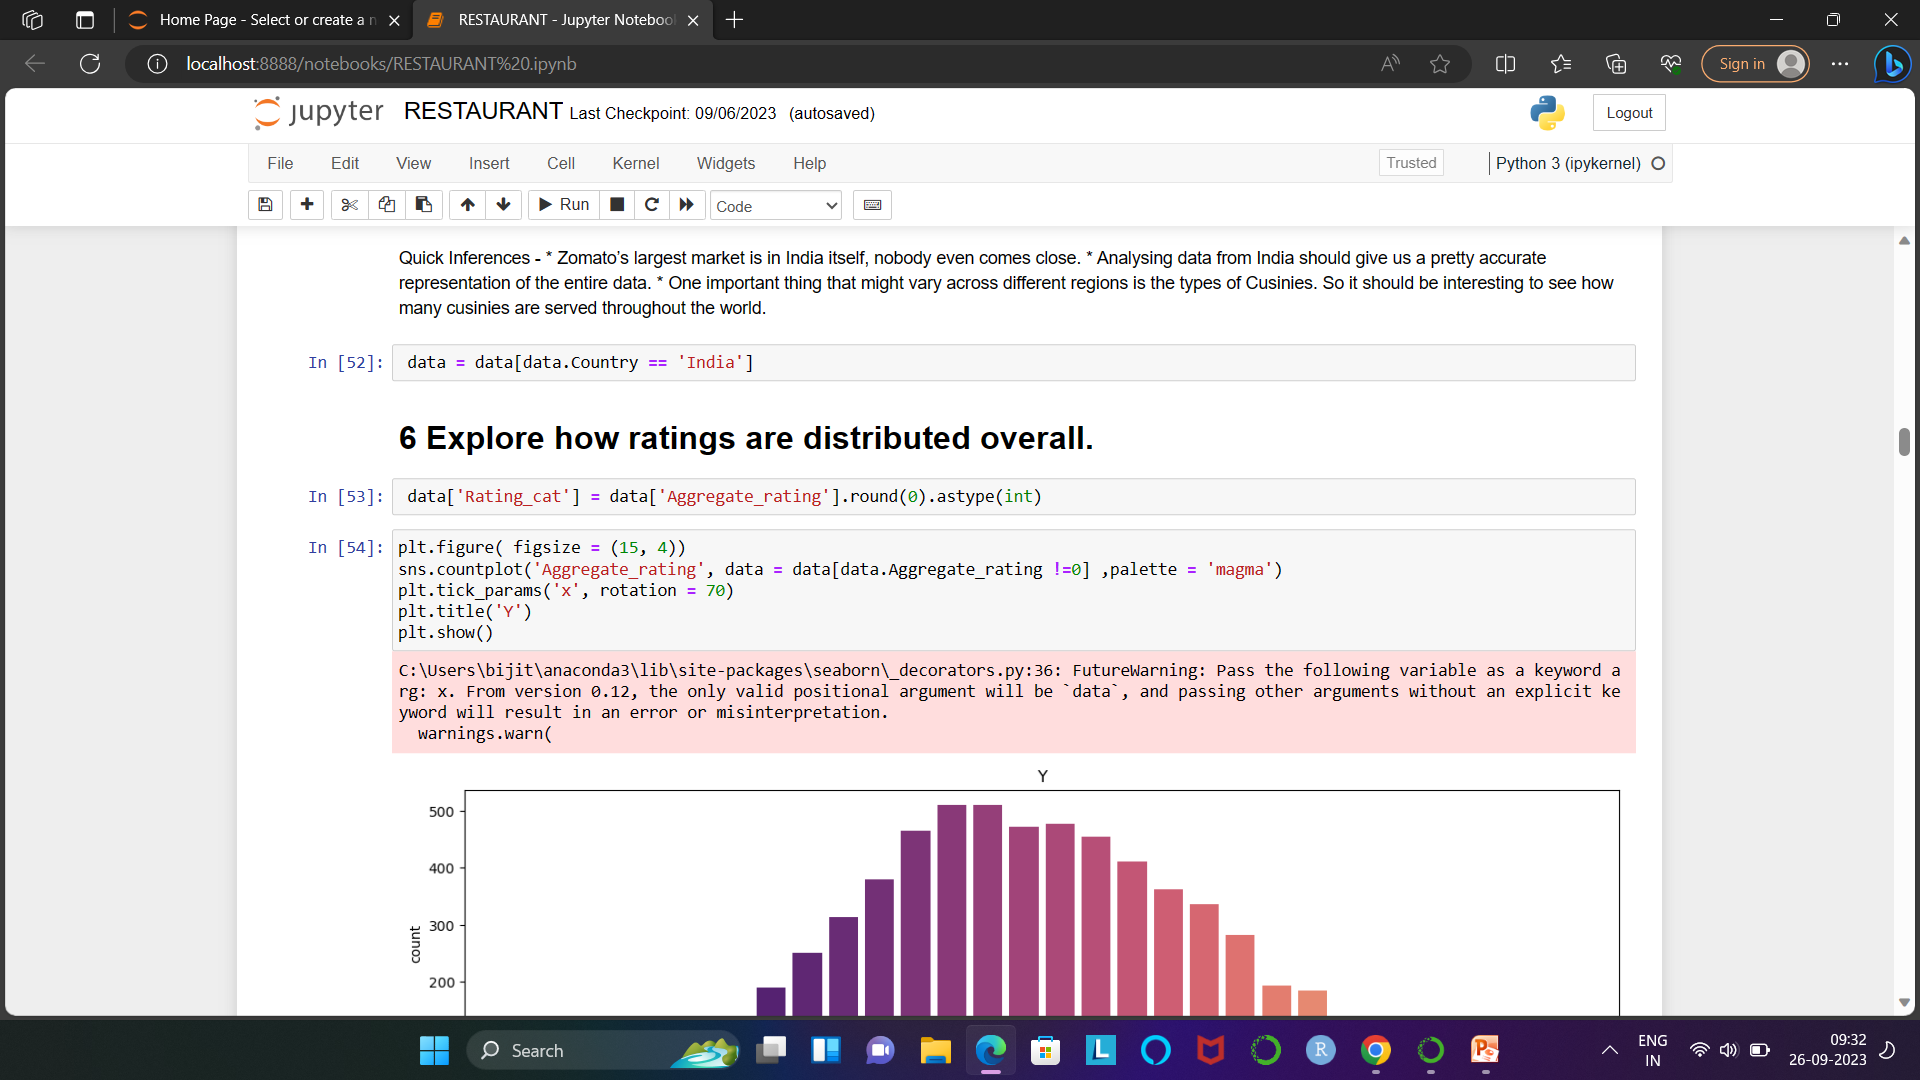 Home Page - Select or create a n
RESTAURANT - Jupyter Notebook
localhost:8888/notebooks/RESTAURANT%20.ipynb
Sign in
jupyter RESTAURANT Last Checkpoint: 09/06/2023 (autosaved)
Logout
File Edit View Insert Cell Kernel Widgets Help
Trusted
Python 3 (ipykernel)
Run
Code
Quick Inferences - * Zomato’s largest market is in India itself, nobody even comes close. * Analysing data from India should give us a pretty accurate
representation of the entire data. * One important thing that might vary across different regions is the types of Cusinies. So it should be interesting to see how
many cusinies are served throughout the world.
In [52]: data = data[data.Country == 'India']
6 Explore how ratings are distributed overall.
In [53]: data['Rating_cat'] = data['Aggregate_rating'].round(0).astype(int)
In [54]: plt.figure( figsize = (15, 4))
sns.countplot('Aggregate_rating', data = data[data.Aggregate_rating !=0] ,palette = 'magma')
plt.tick_params('x', rotation = 70)
plt.title('Y')
plt.show()
C:\Users\bijit\anaconda3\lib\site-packages\seaborn\_decorators.py:36: FutureWarning: Pass the following variable as a keyword a
rg: x. From version 0.12, the only valid positional argument will be `data`, and passing other arguments without an explicit ke
yword will result in an error or misinterpretation.
  warnings.warn(
Y
500
400
300
200
count
Search
L
R
ENG
IN
09:32
26-09-2023